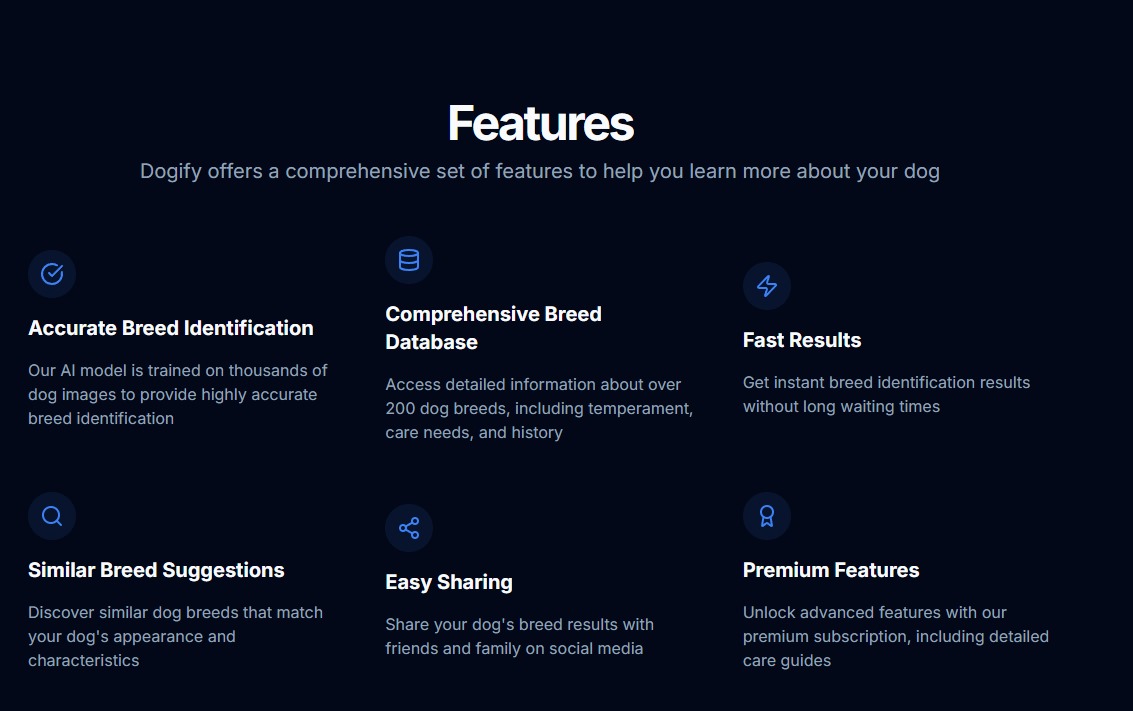 Features
Dogify offers a comprehensive set of features to help you learn more about your dog
Accurate Breed Identification
Our AI model is trained on thousands of
dog images to provide highly accurate
breed identification
Comprehensive Breed
Database
Access detailed information about over
200 dog breeds, including temperament,
care needs, and history
Fast Results
Get instant breed identification results
without long waiting times
Similar Breed Suggestions
Discover similar dog breeds that match
your dog's appearance and
characteristics
Easy Sharing
Share your dog's breed results with
friends and family on social media
Premium Features
Unlock advanced features with our
premium subscription, including detailed
care guides